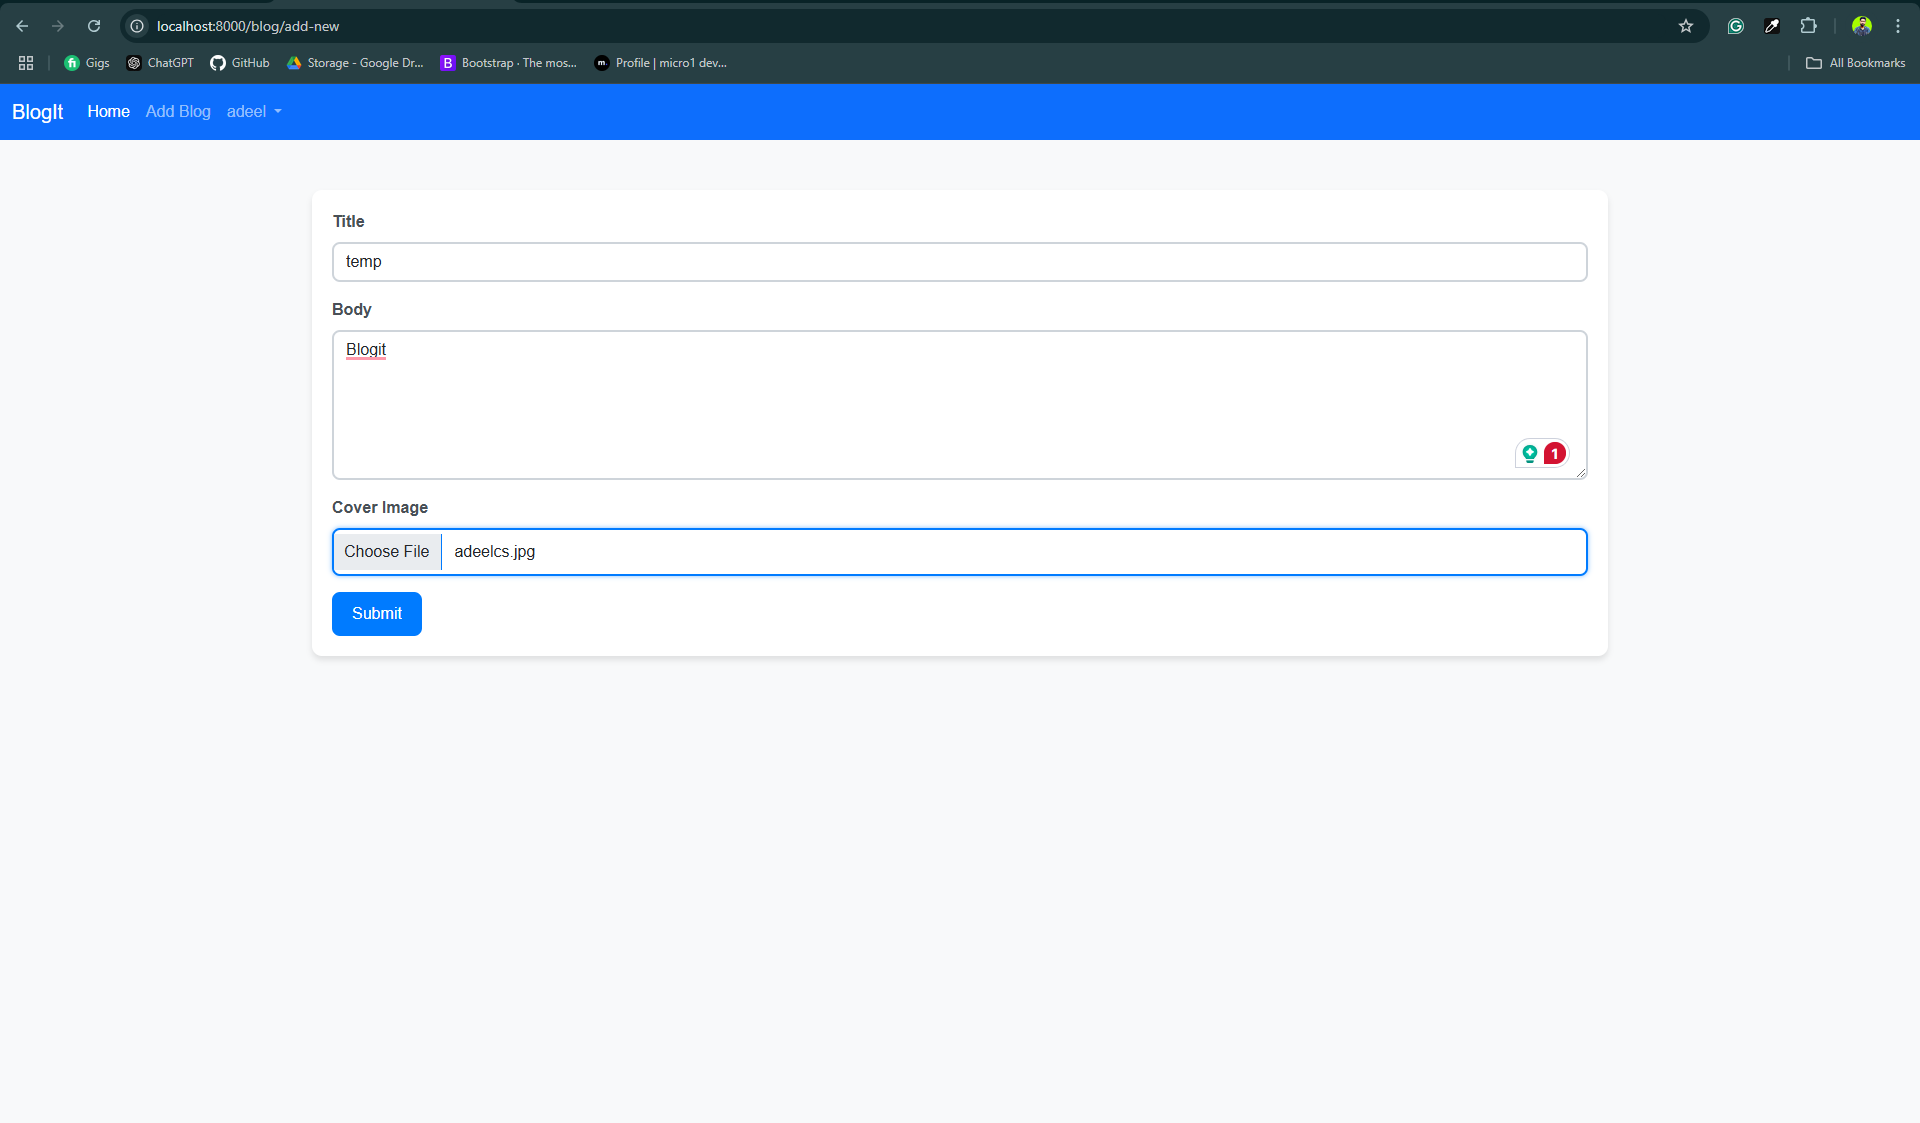 localhost:8000/blog/add-new
Gigs ChatGPT GitHub Storage - Google Dr... B Bootstrap · The mos... m. Profile | micro1 dev... All Bookmarks
BlogIt Home Add Blog adeel
Title
temp
Body
Blogit
1
Cover Image
Choose File adeelcs.jpg
Submit